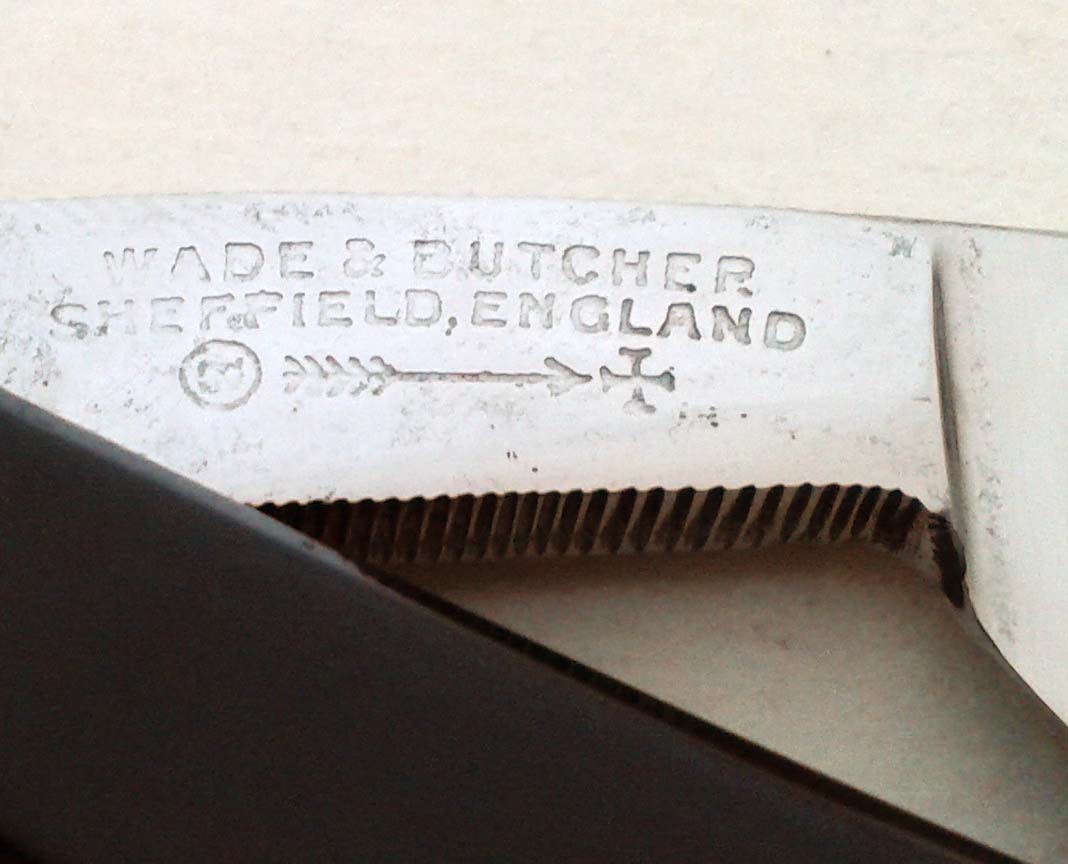 WADE & BUTCHER
SHEFFIELD, ENGLAND